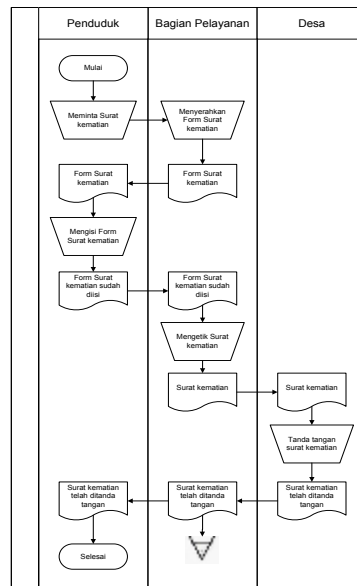 Penduduk
Bagian Pelayanan
Desa
Mulai
Meminta Surat
kematian
Menyerahkan
Form Surat
kematian
Form Surat
kematian
Form Surat
kematian
Mengisi Form
Surat kematian
Form Surat
kematian sudah
diisi
Form Surat
kematian sudah
diisi
Mengetik Surat
kematian
Surat kematian
Surat kematian
Tanda tangan
surat kematian
Surat kematian
telah ditanda
tangan
Surat kematian
telah ditanda
tangan
Surat kematian
telah ditanda
tangan
Selesai